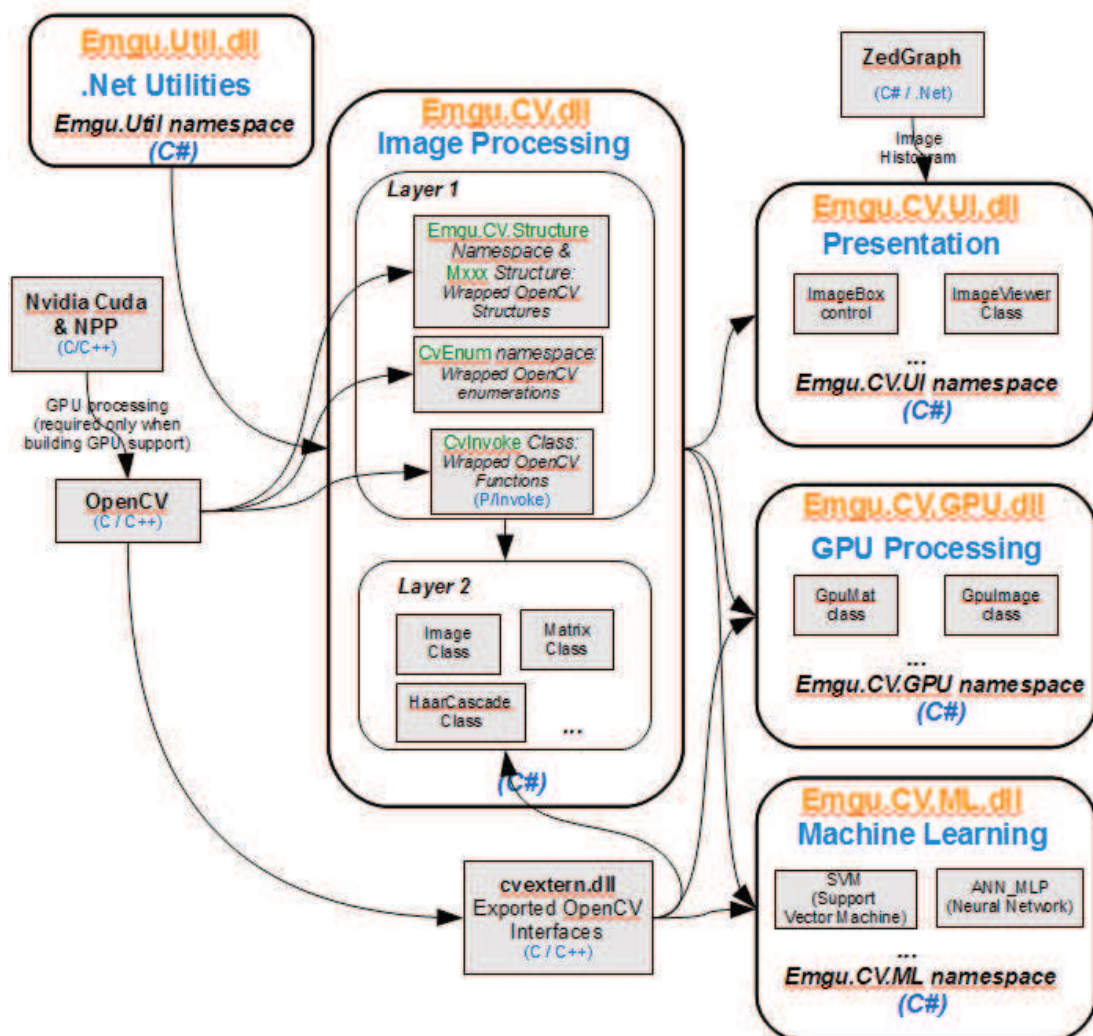 Emgu.Util.dll
.Net Utilities
Emgu.Util namespace
(C#)
Nvidia Cuda
& NPP
(C/C++)
GPU processing
(required only when
building GPU support)
OpenCV
(C / C++)
Emgu.CV.dll
Image Processing
Layer 1
Emgu.CV.Structure
Namespace &
Mxxx Structure:
Wrapped OpenCV
Structures
CvEnum namespace:
Wrapped OpenCV
enumerations
CvInvoke Class:
Wrapped OpenCV
Functions
(P/Invoke)
Layer 2
Image
Class
Matrix
Class
HaarCascade
Class
...
(C#)
cvextern.dll
Exported OpenCV
Interfaces
(C / C++)
ZedGraph
(C# / .Net)
Image
Histogram
Emgu.CV.UI.dll
Presentation
ImageBox
control
ImageViewer
Class
...
Emgu.CV.UI namespace
(C#)
Emgu.CV.GPU.dll
GPU Processing
GpuMat
class
GpuImage
class
...
Emgu.CV.GPU namespace
(C#)
Emgu.CV.ML.dll
Machine Learning
SVM
(Support
Vector Machine)
ANN_MLP
(Neural Network)
...
Emgu.CV.ML namespace
(C#)